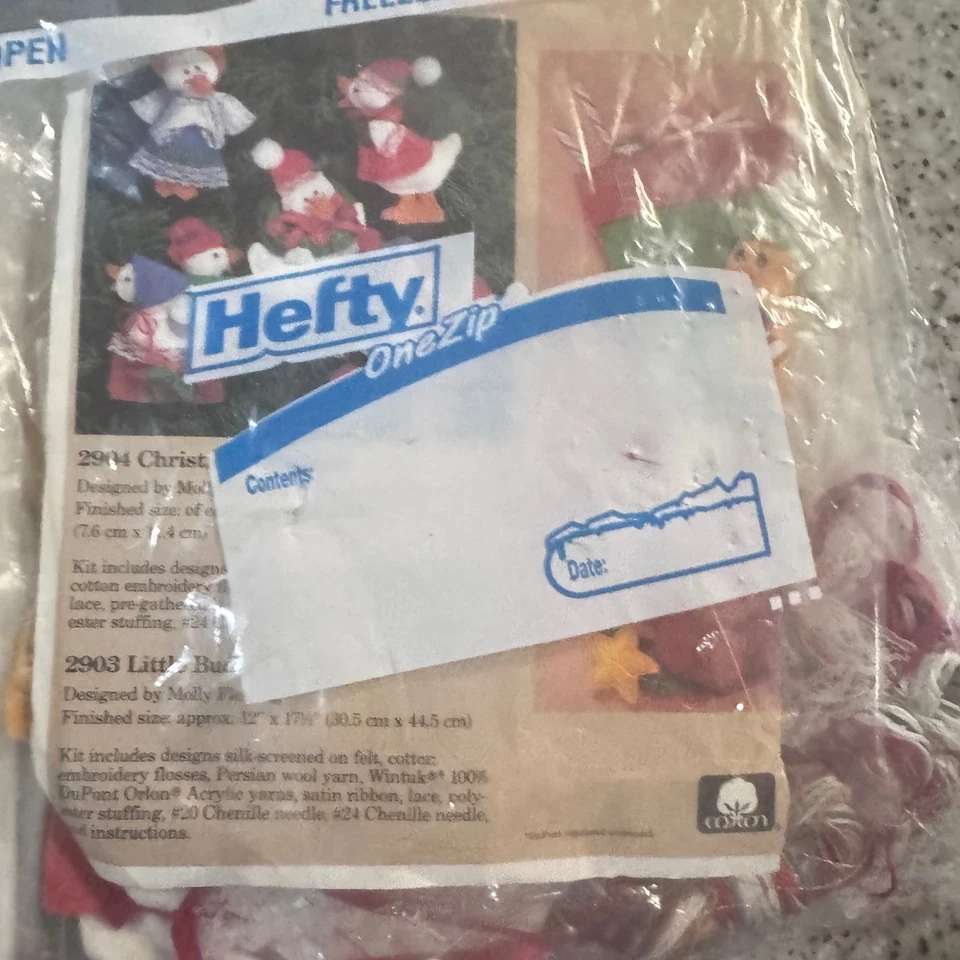 OPEN
Hefty
OneZip
Contents
Date:
2904 Christ
Designed by Mol
Finished size: of e
(7.6 cm x
Kit includes designs
cotton embroidery
lace, pre-gathe
ester stuffing, #24
2903 Little Bu
Designed by Molly
Finished size: approx. 12" x 17½" (30.5 cm x 44.5 cm)
Kit includes designs silk-screened on felt, cotton
embroidery flosses, Persian wool yarn, Wintuk®* 100%
DuPont Orlon® Acrylic yarns, satin ribbon, lace, poly-
ester stuffing, #20 Chenille needle, #24 Chenille needle,
instructions.
cotton